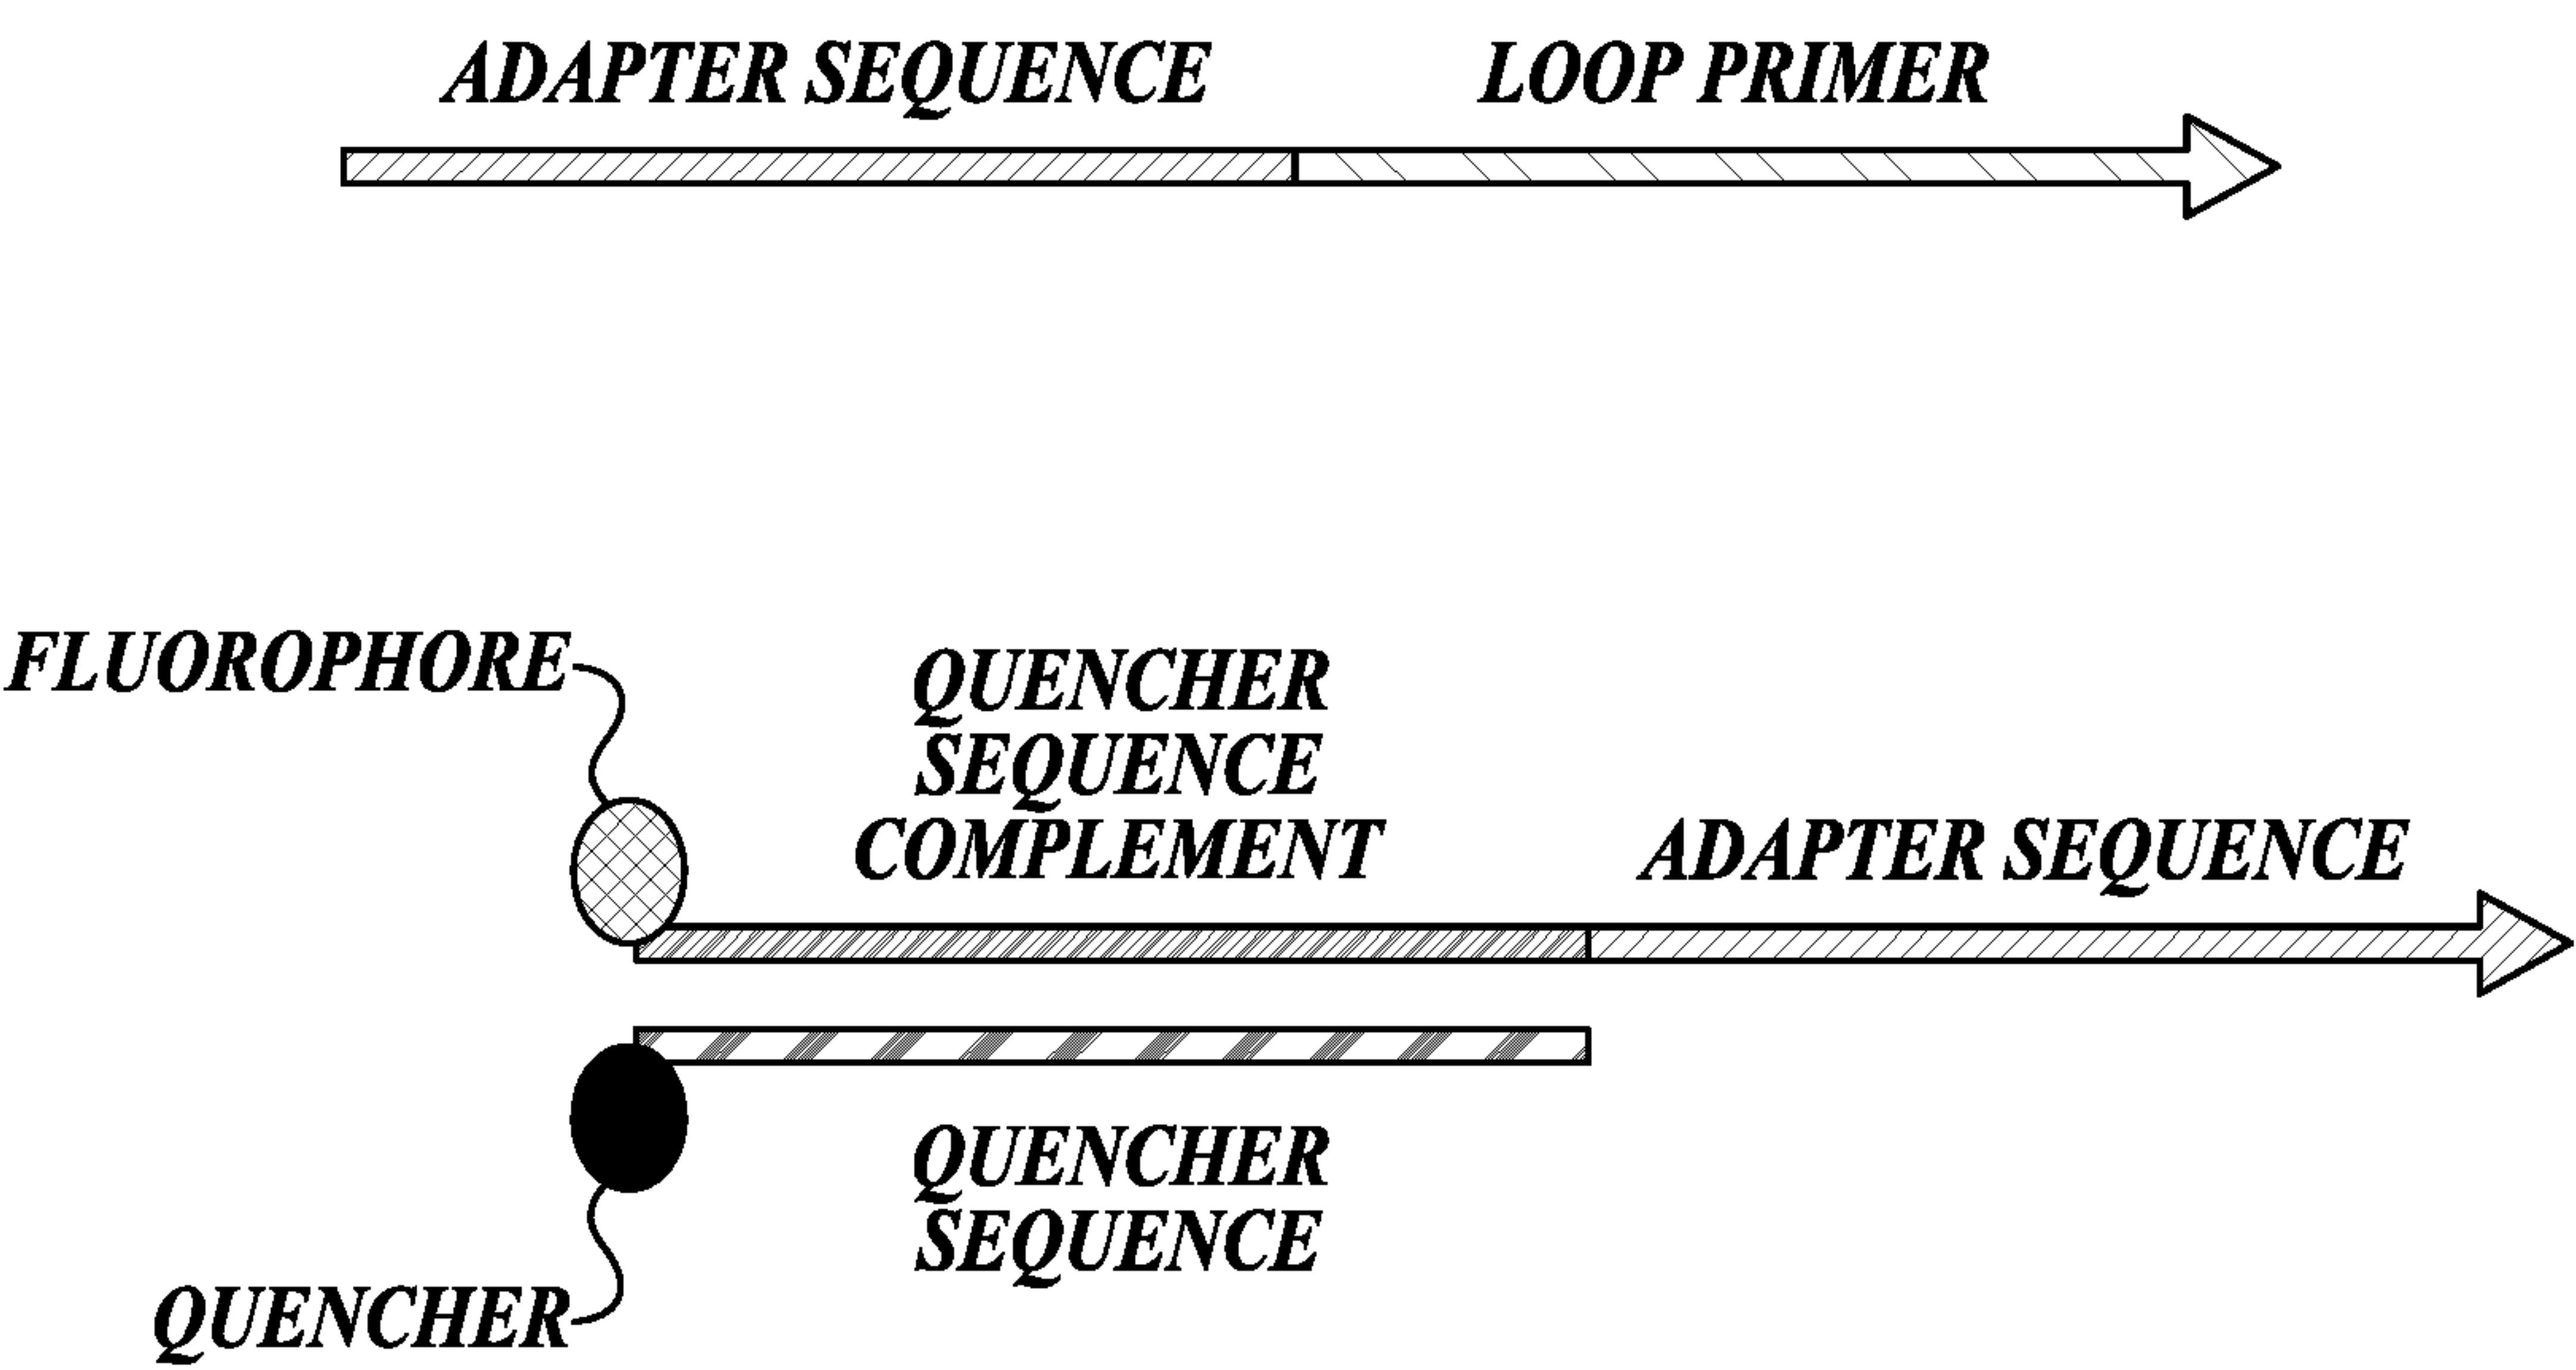 ADAPTER SEQUENCE
LOOP PRIMER
FLUOROPHORE
QUENCHER
SEQUENCE
COMPLEMENT
ADAPTER SEQUENCE
QUENCHER
SEQUENCE
QUENCHER